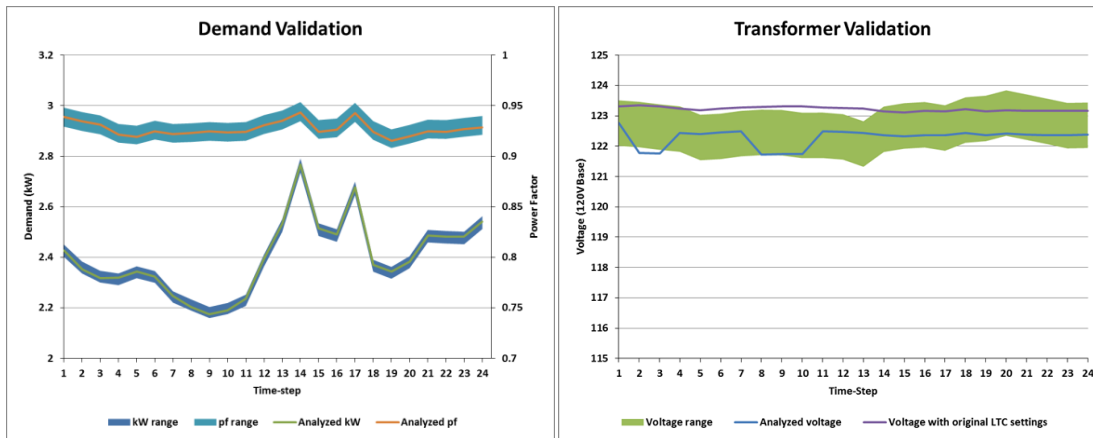 Demand Validation
3.2
3
2.8
2.6
2.4
2.2
2
Demand (kW)
1
0.95
0.9
0.85
0.8
0.75
0.7
Power Factor
1 2 3 4 5 6 7 8 9 10 11 12 13 14 15 16 17 18 19 20 21 22 23 24
Time-step
kW range pf range Analyzed kW Analyzed pf
Transformer Validation
125
124
123
122
121
120
119
118
117
116
115
Voltage (120V Base)
1 2 3 4 5 6 7 8 9 10 11 12 13 14 15 16 17 18 19 20 21 22 23 24
Time-Step
Voltage range Analyzed voltage Voltage with original LTC settings